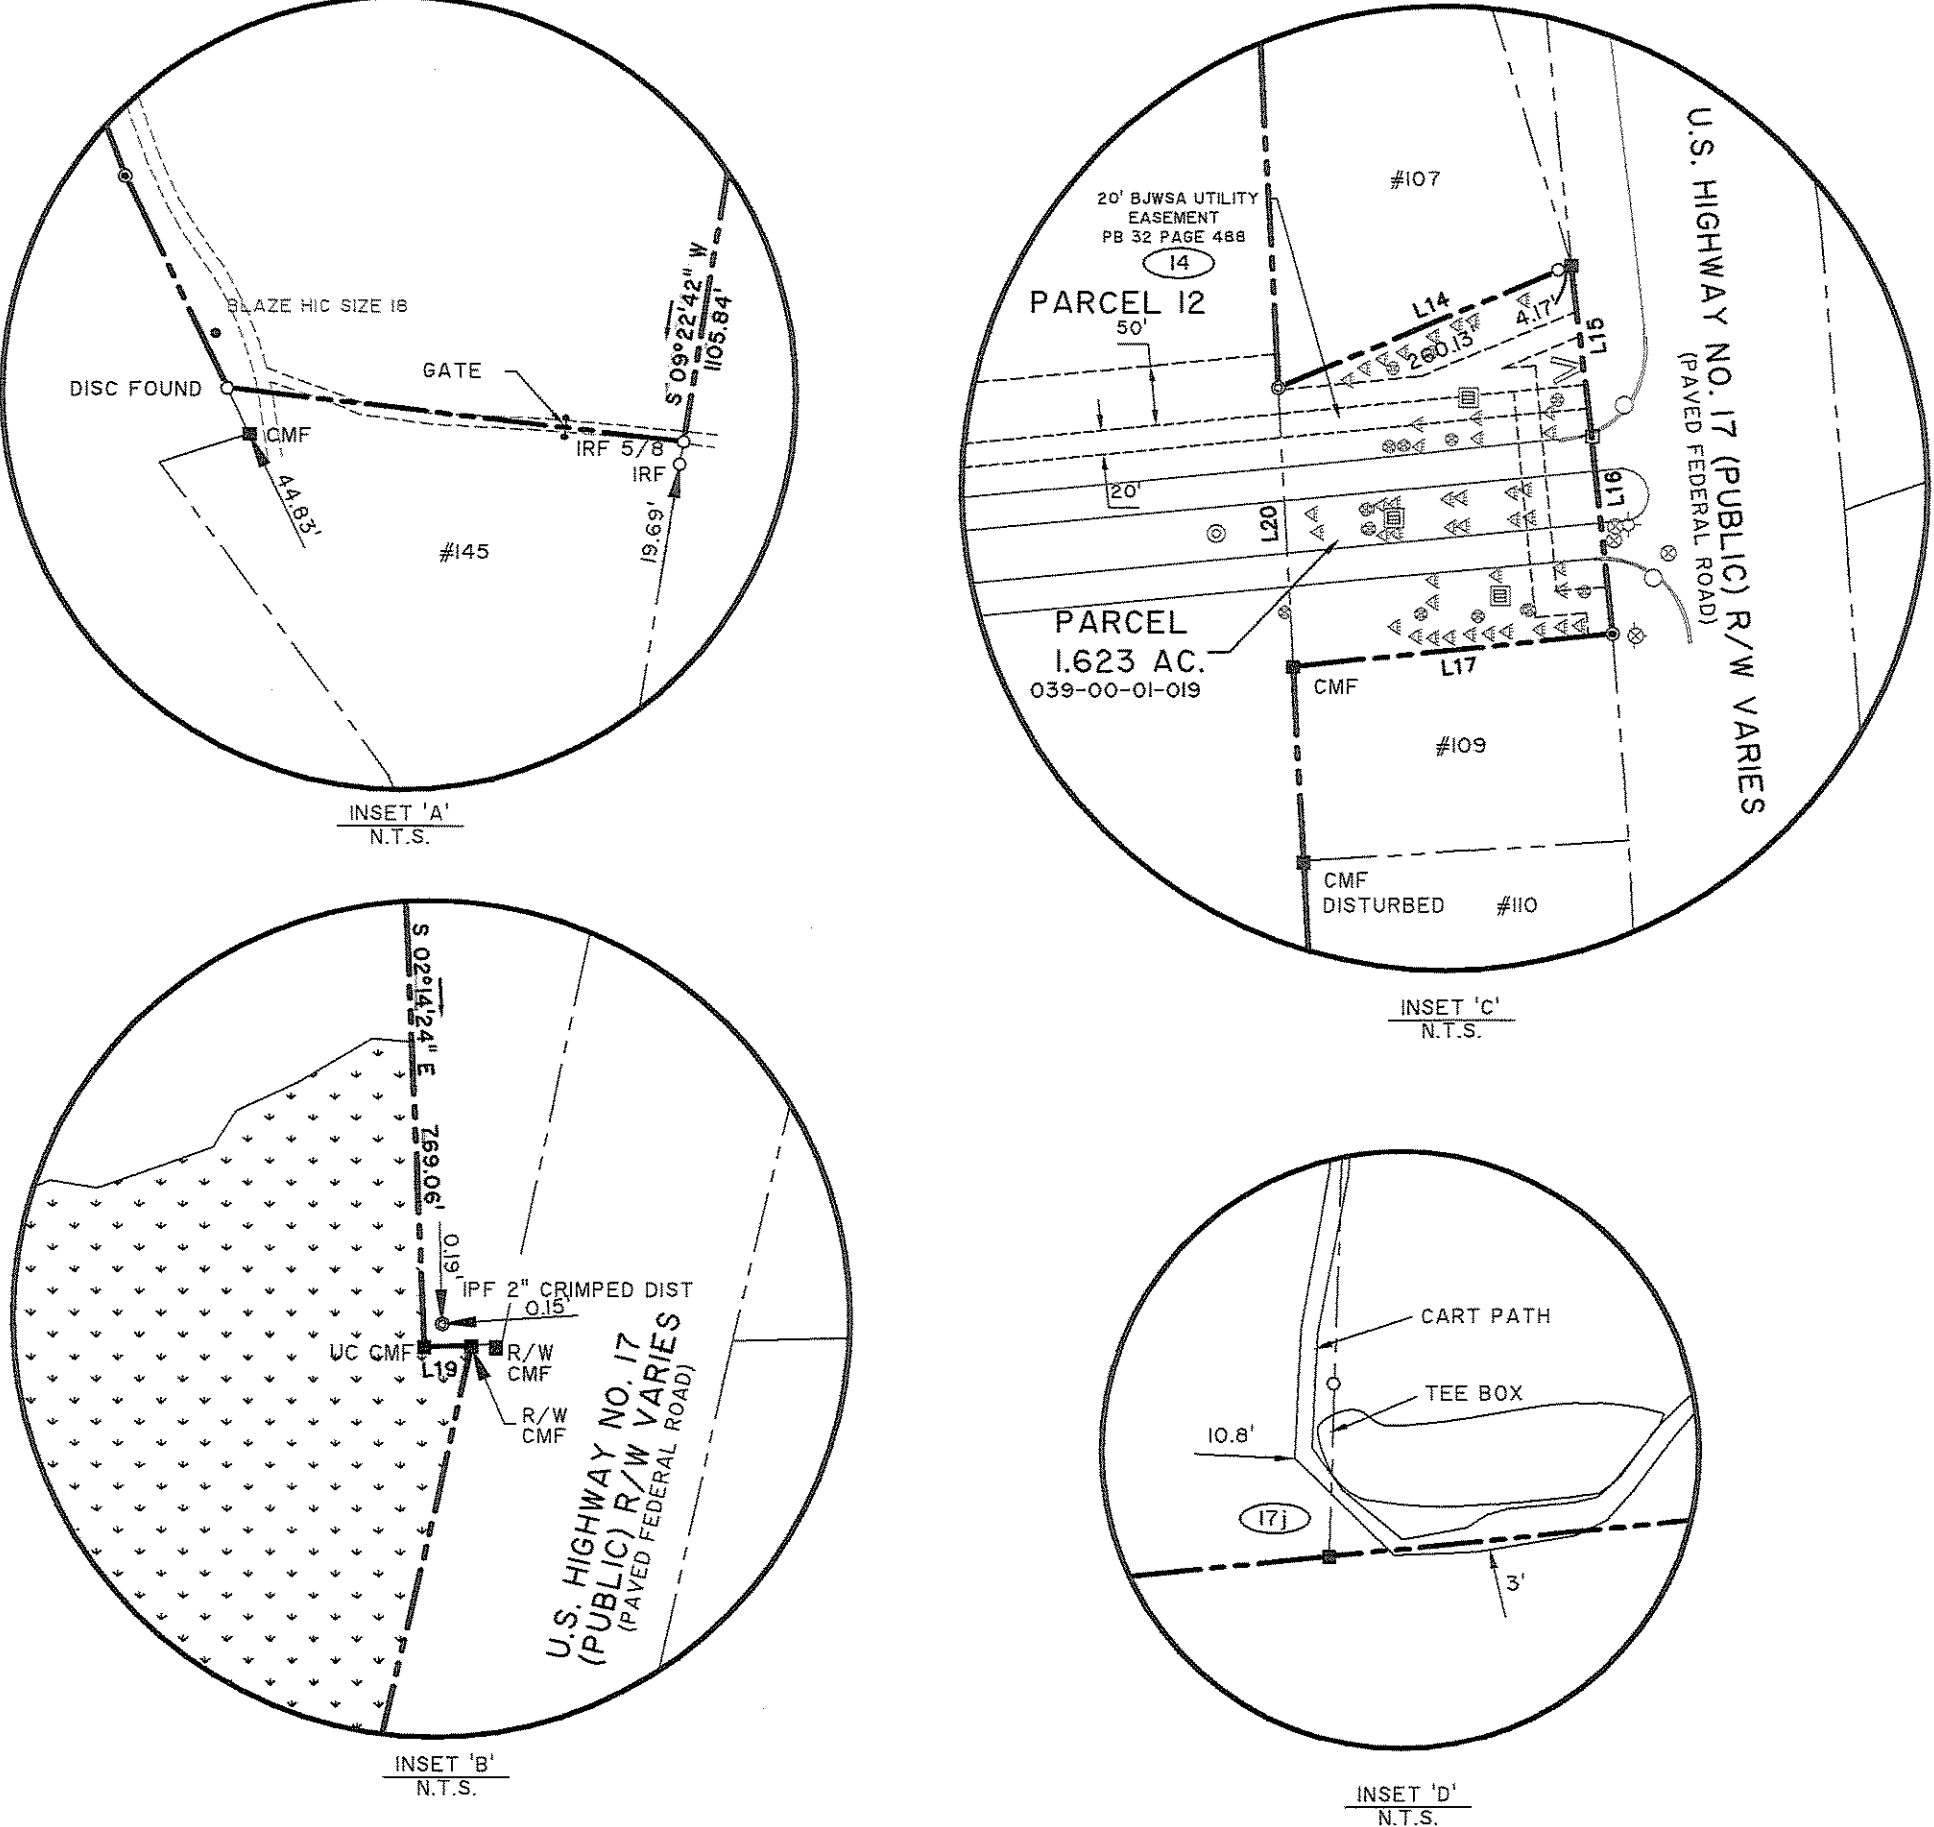 BLAZE HIC SIZE 18
DISC FOUND
GATE
S 09°22'42" W
1105.84'
CMF
IRF 5/8
IRF
44.83'
19.69'
#145
INSET 'A'
N.T.S.
#107
20' BJWSA UTILITY
EASEMENT
PB 32 PAGE 488
14
PARCEL 12
50'
L14
4.17'
260.13'
L15
20'
L20
L16
PARCEL
1.623 AC.
039-00-01-019
L17
CMF
#109
CMF
DISTURBED
#110
U.S. HIGHWAY NO. 17 (PUBLIC) R/W VARIES
(PAVED FEDERAL ROAD)
INSET 'C'
N.T.S.
S 02°14'24" E
769.06'
0.19'
IPF 2" CRIMPED DIST
0.15'
UC CMF
L19
R/W
CMF
R/W
CMF
U.S. HIGHWAY NO. 17
(PUBLIC) R/W VARIES
(PAVED FEDERAL ROAD)
INSET 'B'
N.T.S.
CART PATH
TEE BOX
10.8'
17j
3'
INSET 'D'
N.T.S.